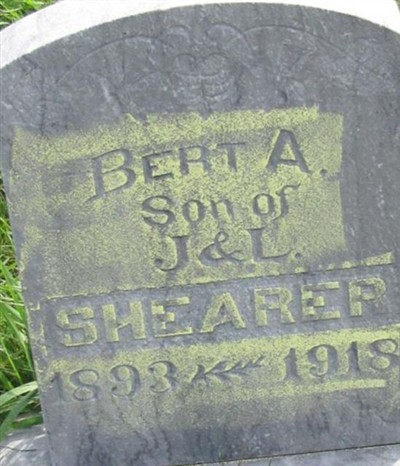 BERT A.
Son of
J & L.
SHEARER
1893 1918